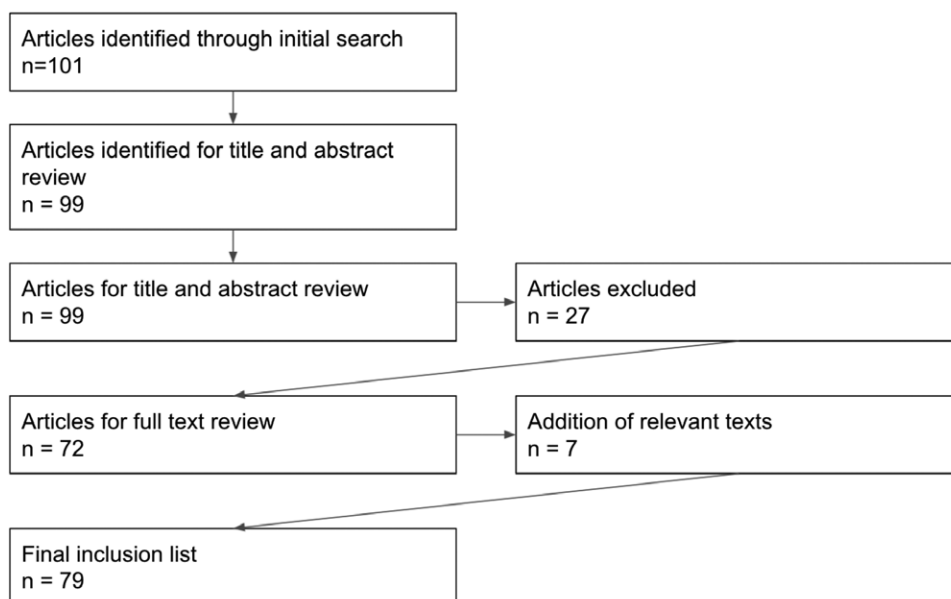 Articles identified through initial search
n=101
Articles identified for title and abstract
review
n = 99
Articles for title and abstract review
n = 99
Articles excluded
n = 27
Articles for full text review
n = 72
Addition of relevant texts
n = 7
Final inclusion list
n = 79